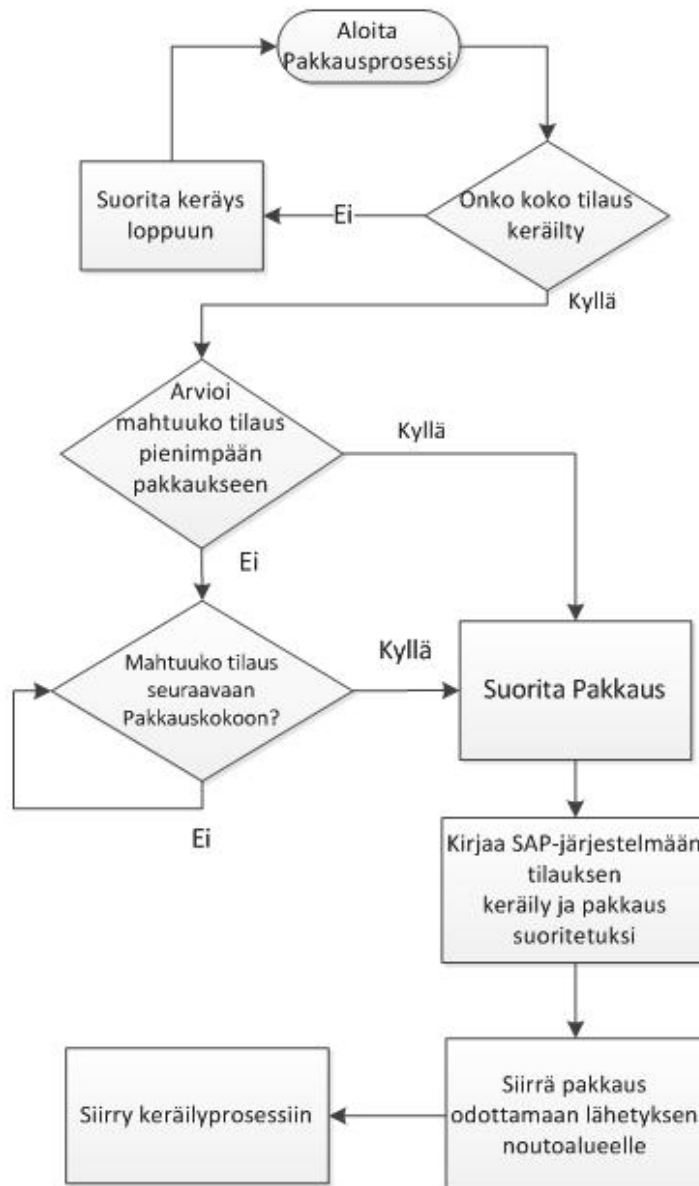 Aloita
Pakkausprosessi
Suorita keräys
loppuun
Ei
Onko koko tilaus
keräilty
Kyllä
Arvioi
mahtuuko tilaus
pienimpään
pakkaukseen
Kyllä
Ei
Mahtuuko tilaus
seuraavaan
Pakkauskokoon?
Kyllä
Suorita Pakkaus
Ei
Kirjaa SAP-järjestelmään
tilauksen
keräily ja pakkaus
suoritetuksi
Siirry keräilyprosessiin
Siirrä pakkaus
odottamaan lähetyksen
noutoalueelle